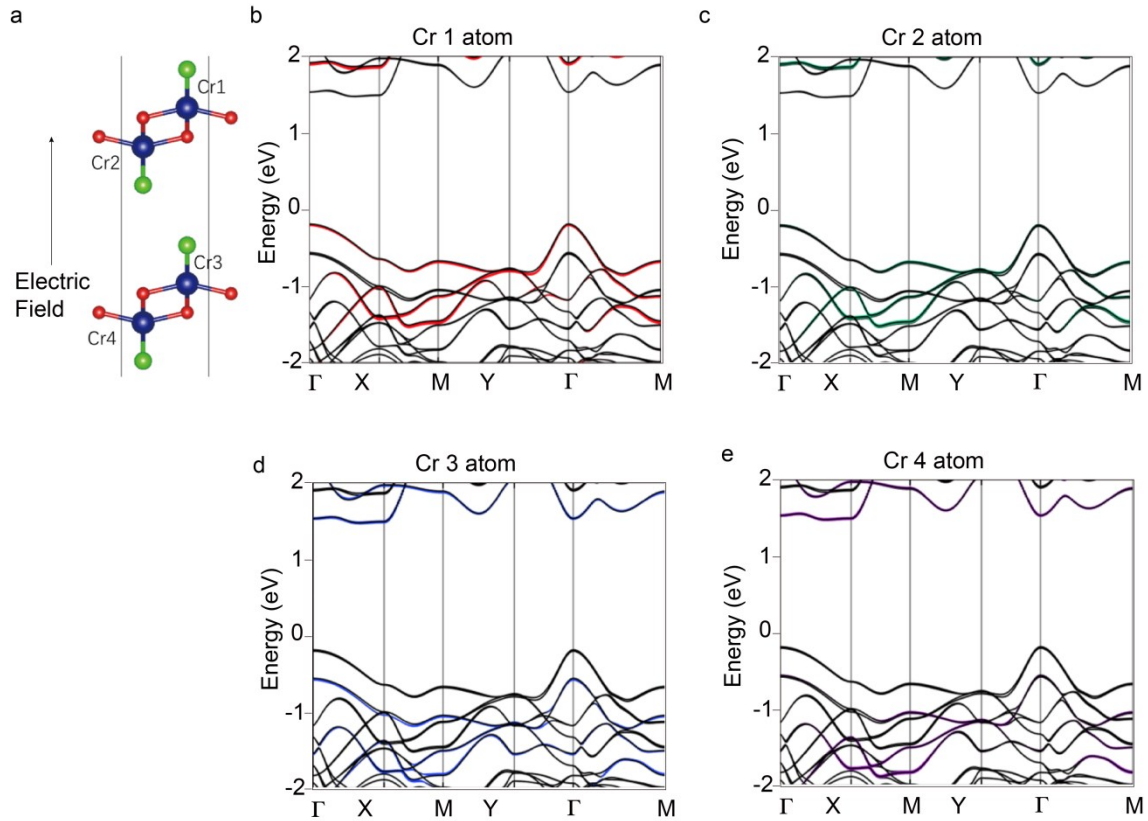 a
Cr1
Cr2
Cr3
Cr4
Electric
Field
b
Cr 1 atom
Energy (eV)
2
1
0
-1
-2
Γ X M Y Γ M
c
Cr 2 atom
Energy (eV)
2
1
0
-1
-2
Γ X M Y Γ M
d
Cr 3 atom
Energy (eV)
2
1
0
-1
-2
Γ X M Y Γ M
e
Cr 4 atom
Energy (eV)
2
1
0
-1
-2
Γ X M Y Γ M